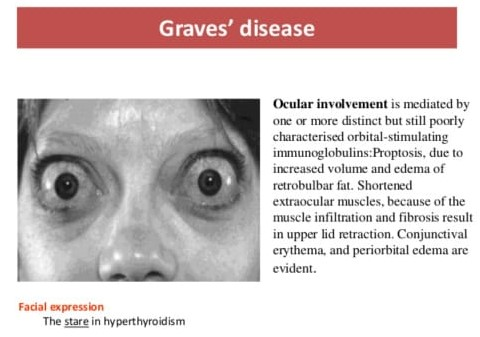 Graves’ disease
Ocular involvement is mediated by
one or more distinct but still poorly
characterised orbital-stimulating
immunoglobulins:Proptosis, due to
increased volume and edema of
retrobulbar fat. Shortened
extraocular muscles, because of the
muscle infiltration and fibrosis result
in upper lid retraction. Conjunctival
erythema, and periorbital edema are
evident.
Facial expression
The stare in hyperthyroidism